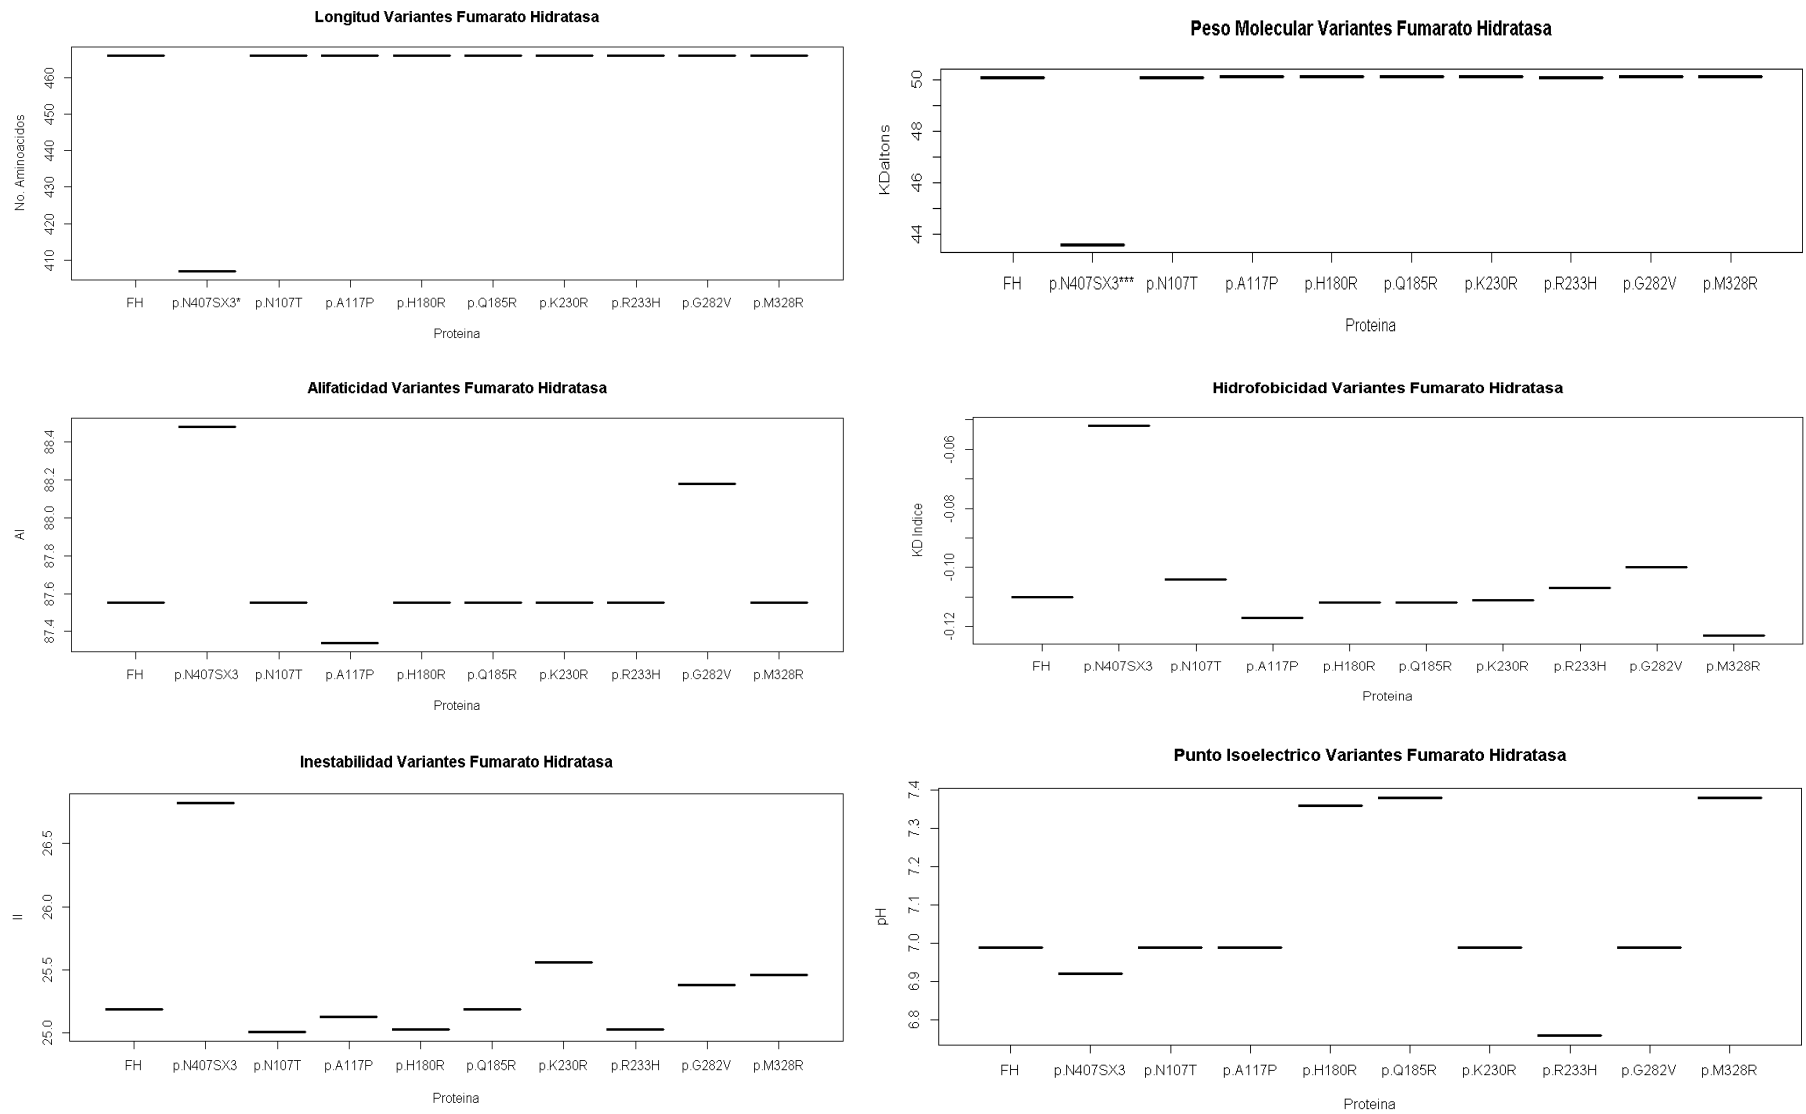 Longitud Variantes Fumarato Hidratasa
No. Aminoacidos
460
450
440
430
420
410
FH p.N407SX3* p.N107T p.A117P p.H180R p.Q185R p.K230R p.R233H p.G282V p.M328R
Proteina
Peso Molecular Variantes Fumarato Hidratasa
KDaltons
50
48
46
44
FH p.N407SX3*** p.N107T p.A117P p.H180R p.Q185R p.K230R p.R233H p.G282V p.M328R
Proteina
Alifaticidad Variantes Fumarato Hidratasa
AI
88.4
88.2
88.0
87.8
87.6
87.4
FH p.N407SX3 p.N107T p.A117P p.H180R p.Q185R p.K230R p.R233H p.G282V p.M328R
Proteina
Hidrofobicidad Variantes Fumarato Hidratasa
KD Indice
-0.06
-0.08
-0.10
-0.12
FH p.N407SX3 p.N107T p.A117P p.H180R p.Q185R p.K230R p.R233H p.G282V p.M328R
Proteina
Inestabilidad Variantes Fumarato Hidratasa
II
26.5
26.0
25.5
25.0
FH p.N407SX3 p.N107T p.A117P p.H180R p.Q185R p.K230R p.R233H p.G282V p.M328R
Proteina
Punto Isoelectrico Variantes Fumarato Hidratasa
pH
7.4
7.3
7.2
7.1
7.0
6.9
6.8
FH p.N407SX3 p.N107T p.A117P p.H180R p.Q185R p.K230R p.R233H p.G282V p.M328R
Proteina